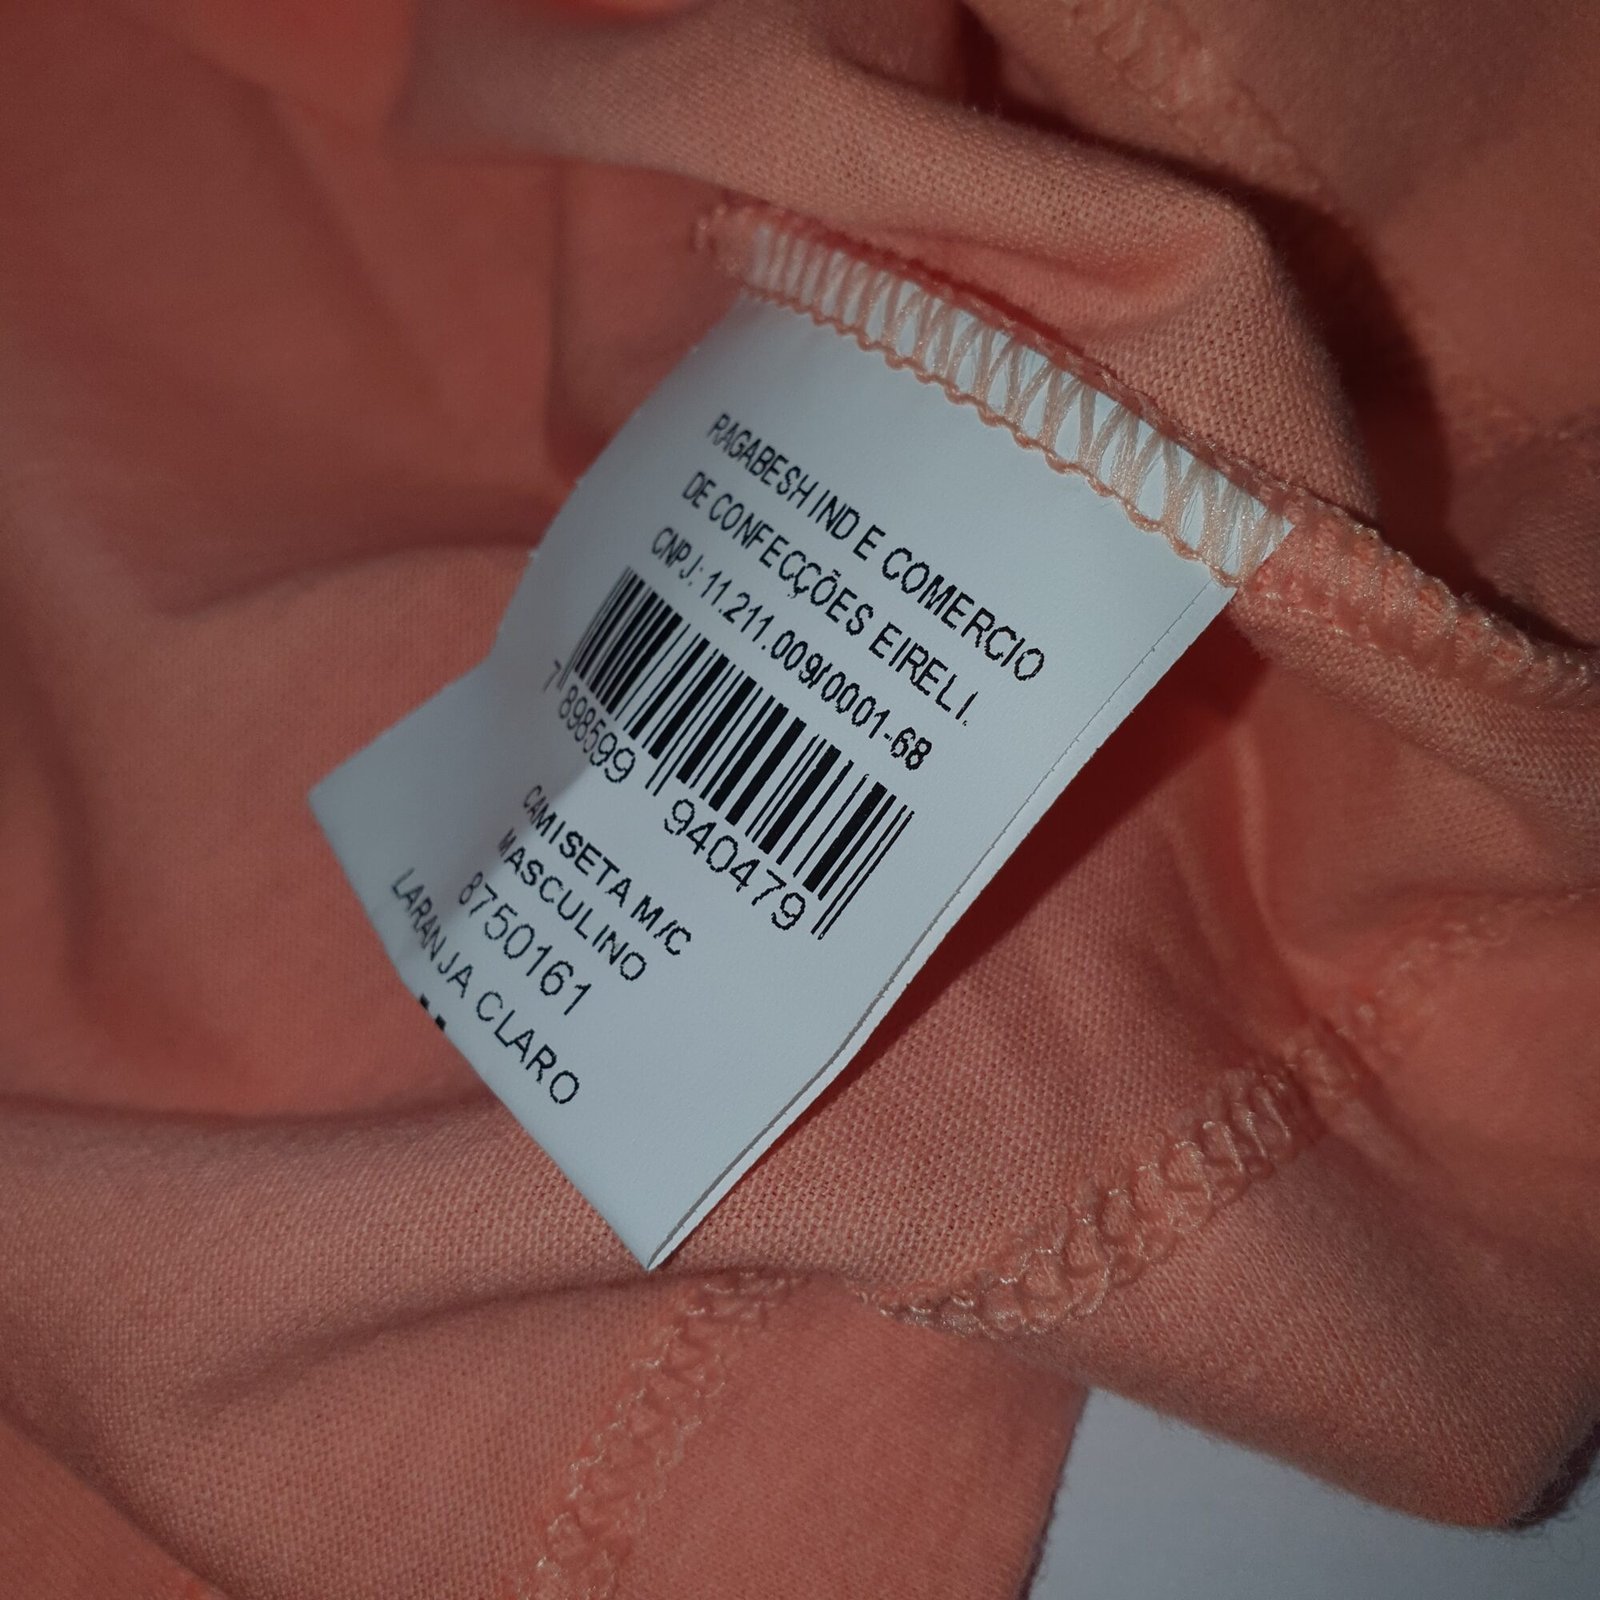 RAGABESH IND E COMERCIO
DE CONFECÇÕES EIRELI.
CNPJ: 11.211.009/0001-68
7 898599 940479
CAMISETA M/C
MASCULINO
8750161
LARANJA CLARO